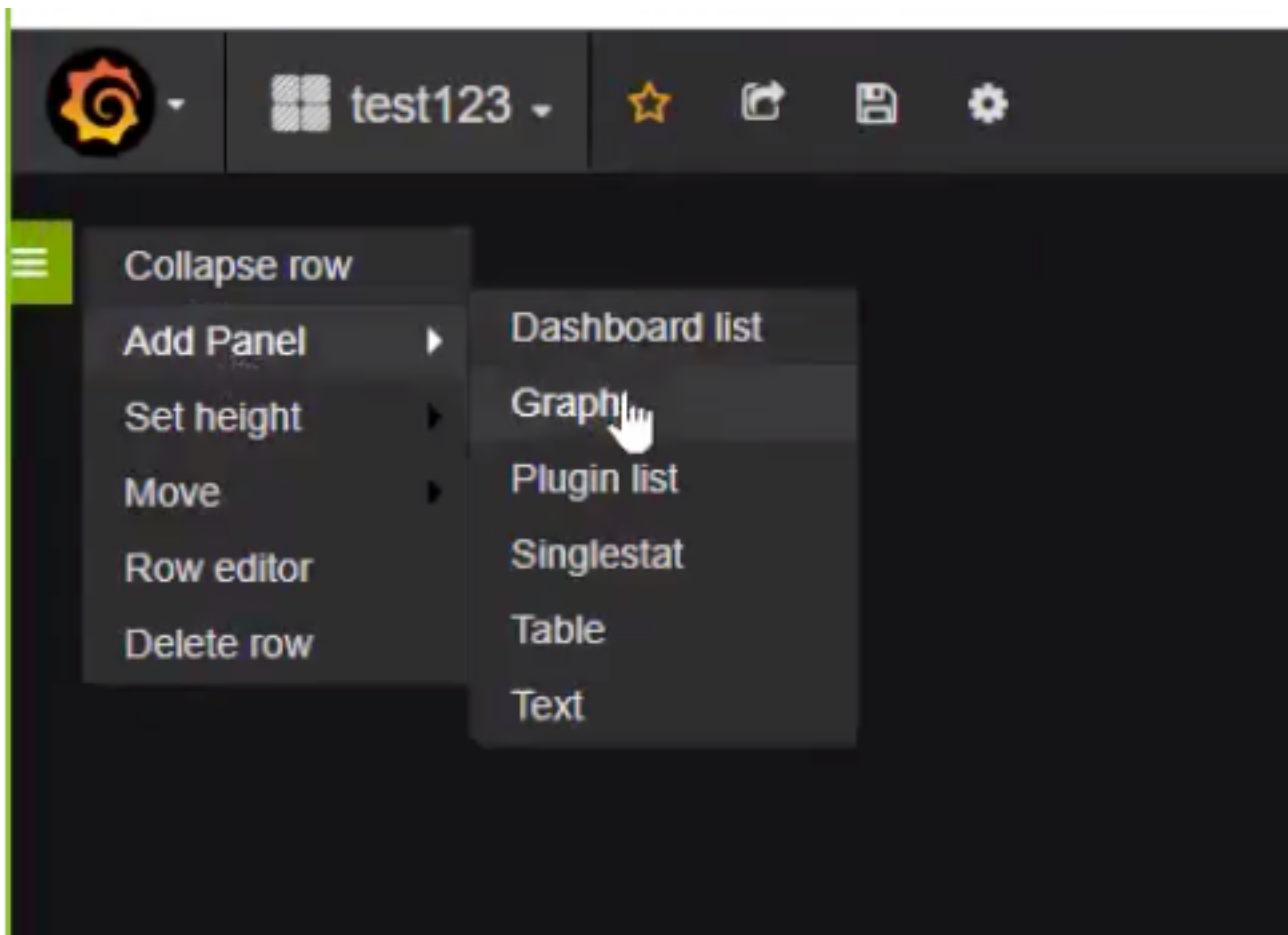 test123
Collapse row
Add Panel
Set height
Move
Row editor
Delete row
Dashboard list
Graph
Plugin list
Singlestat
Table
Text